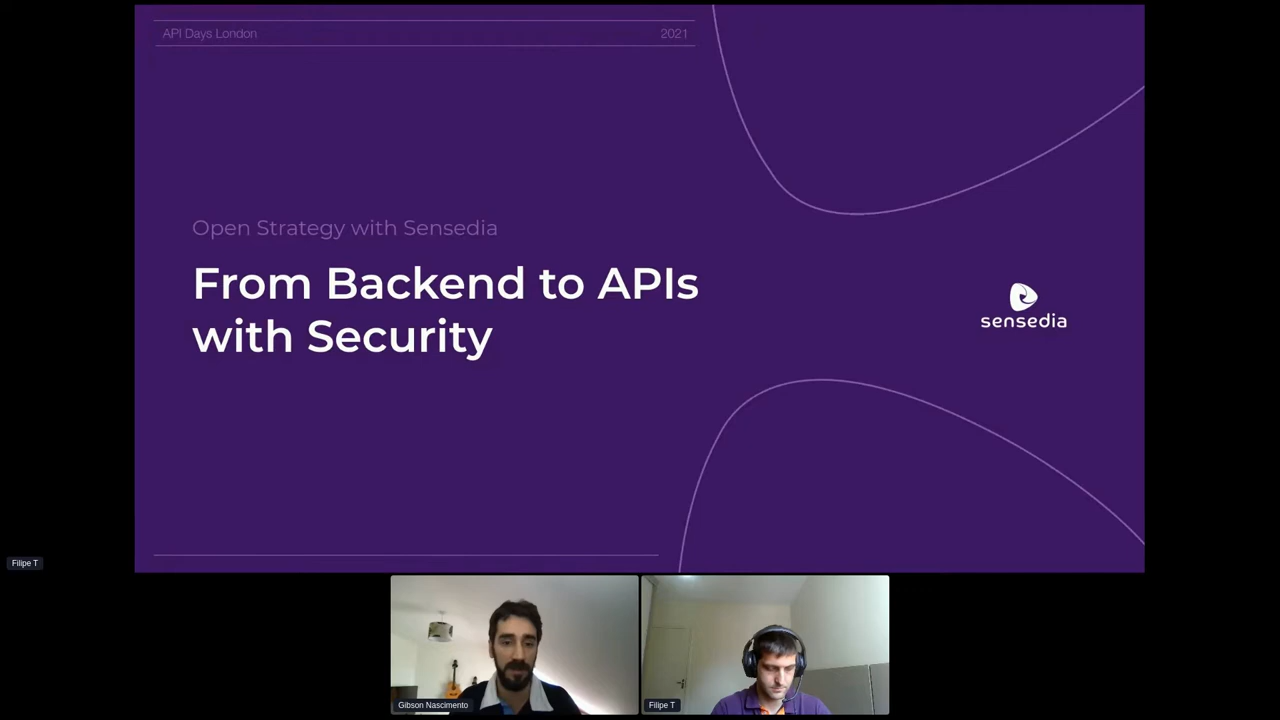 API Days London
2021
Open Strategy with Sensedia
From Backend to APIs
with Security
sensedia
Filipe T
Gibson Nascimento
Filipe T